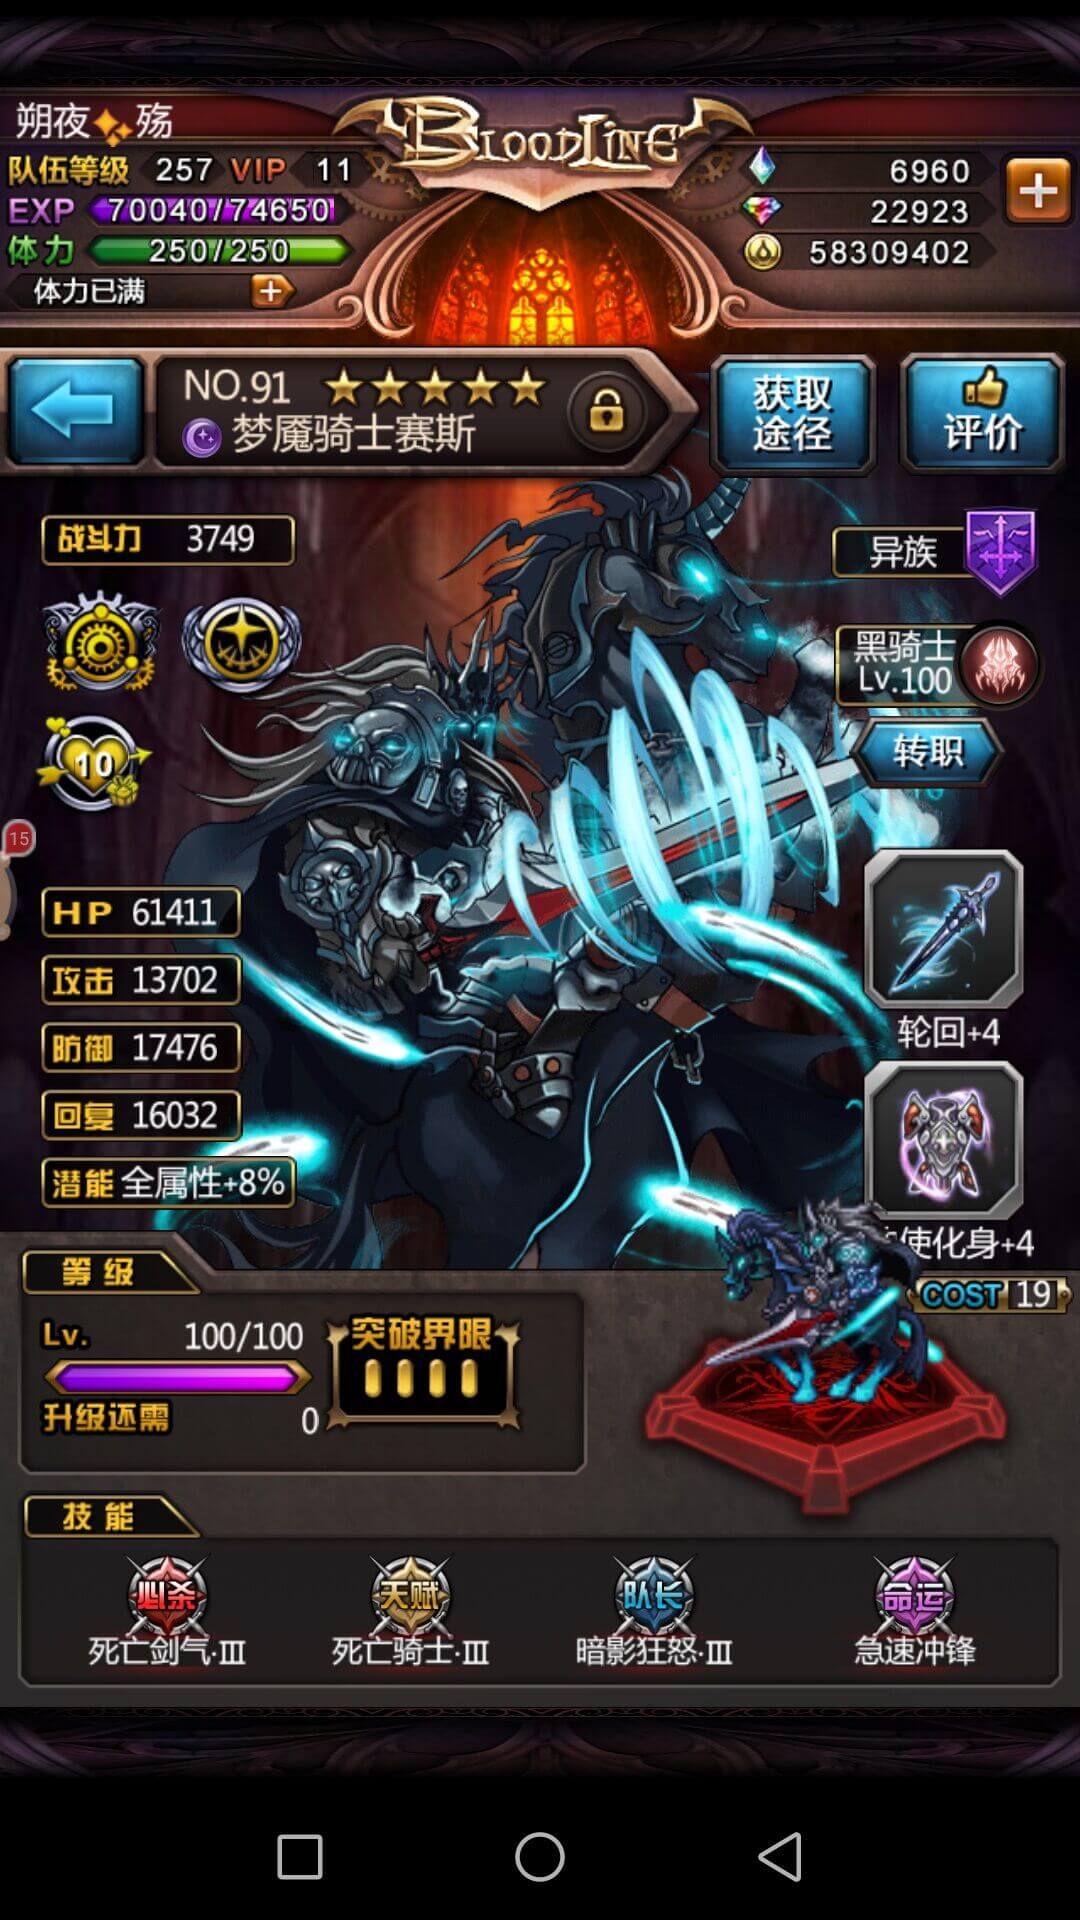 朔夜✨殇
BLOODLINE
队伍等级 257 VIP 11
6960
EXP 70040/74650
22923
体力 250/250
58309402
体力已满
NO.91
梦魇骑士赛斯
获取
途径
评价
战斗力 3749
异族
黑骑士
Lv.100
转职
10
15
HP 61411
攻击 13702
防御 17476
回复 16032
潜能 全属性+8%
轮回+4
使化身+4
COST 19
等级
Lv. 100/100
突破界限
升级还需 0
技能
必杀
天赋
队长
命运
死亡剑气·III
死亡骑士·III
暗影狂怒·III
急速冲锋